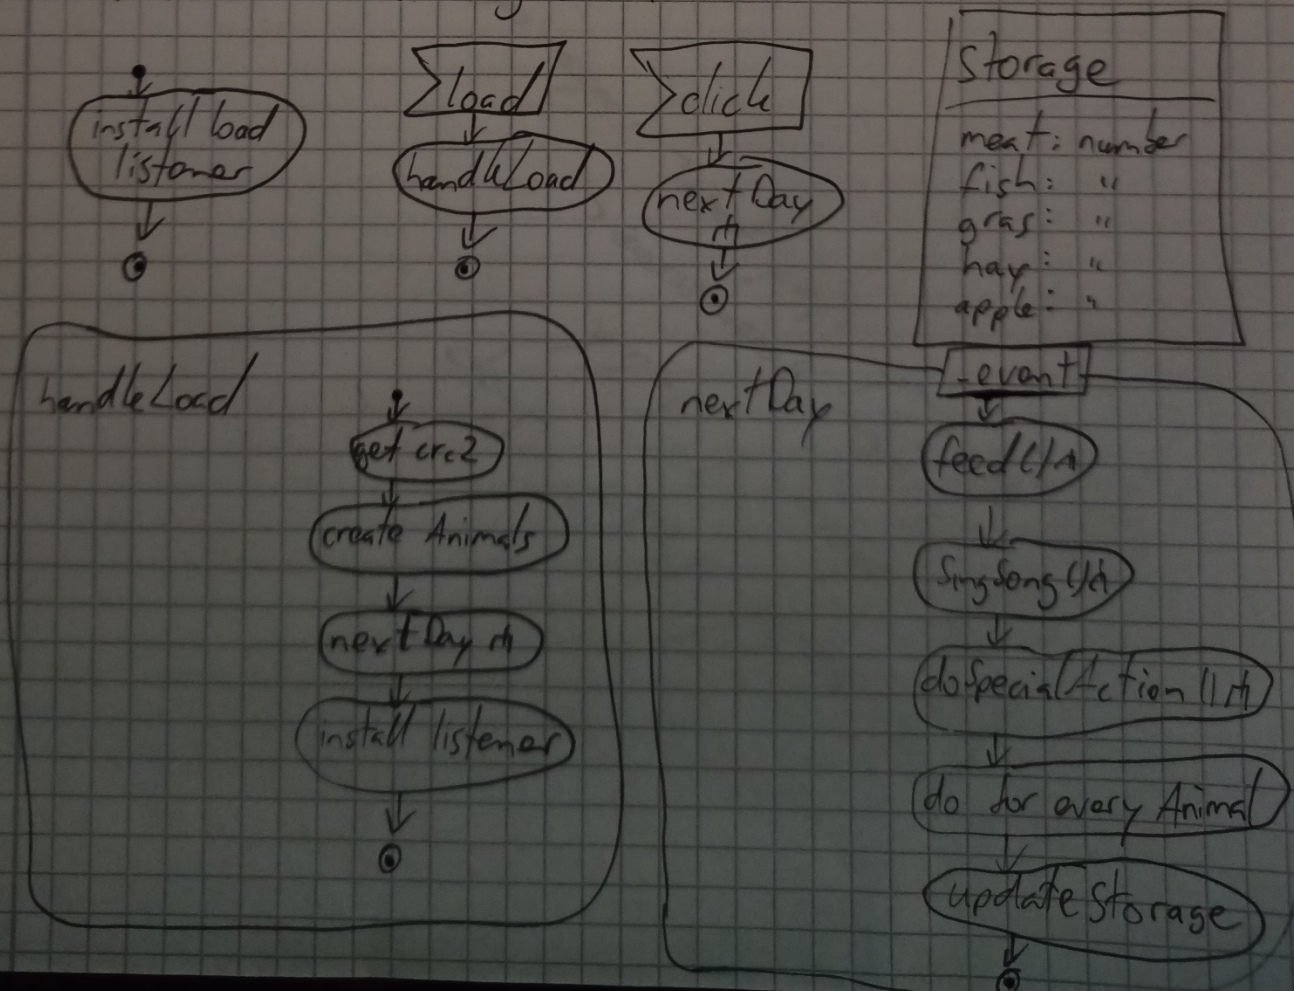 install load
listener
load
handleLoad
click
nextDay
Storage
meat: number
fish: "
gras: "
hay: "
apple: "
handleLoad
get crc2
create Animals
nextDay
install listener
nextDay
_event
feed()
SingSong()
doSpecialAction()
do for every Animal
update Storage